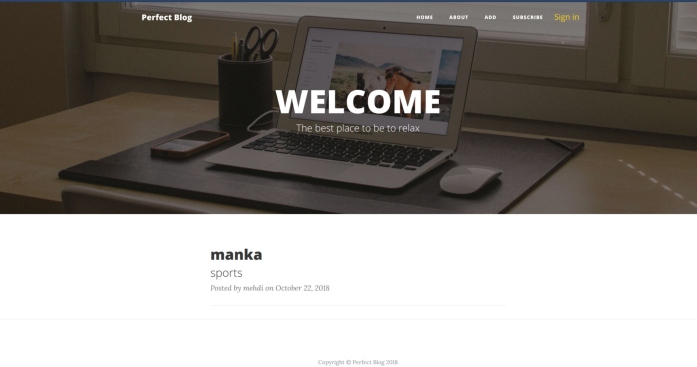 Perfect Blog
HOME ABOUT ADD SUBSCRIBE Sign in
WELCOME
The best place to be to relax
manka
sports
Posted by mehdi on October 22, 2018
Copyright © Perfect Blog 2018